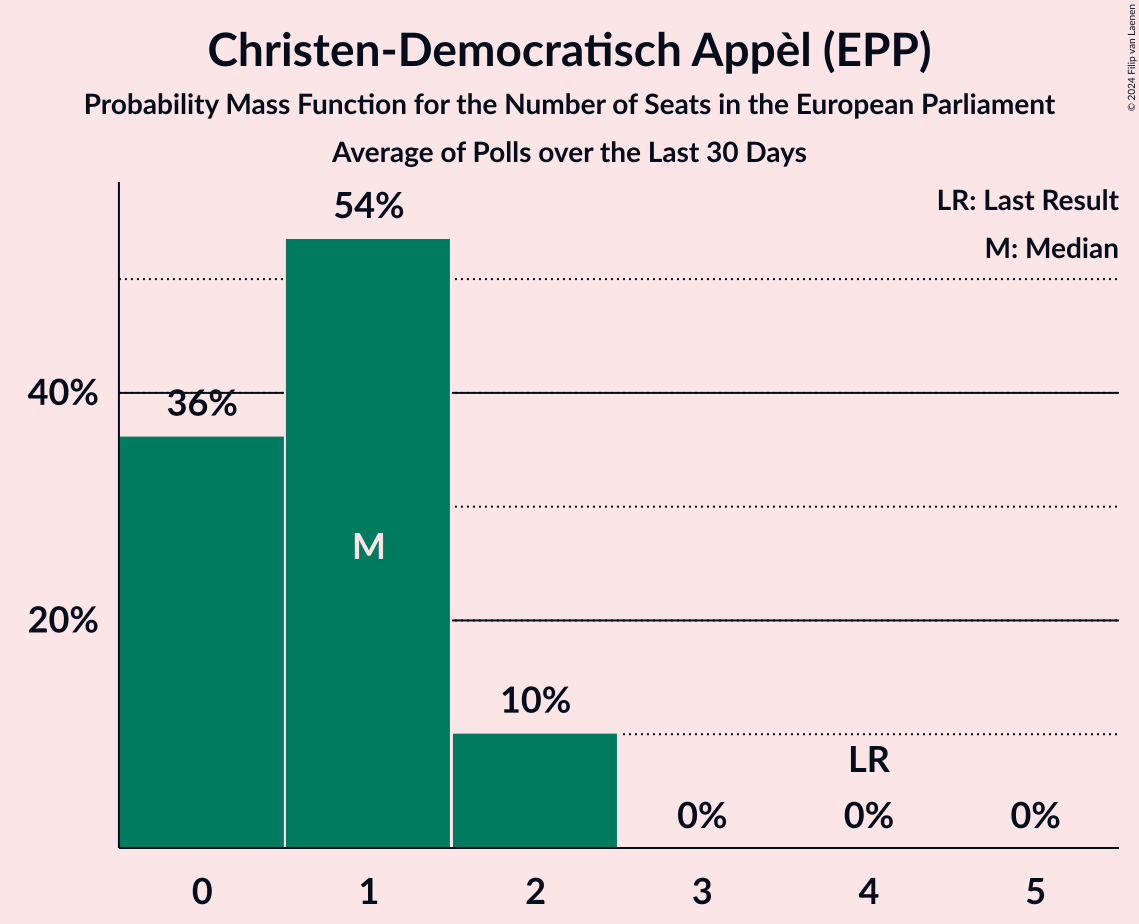 Christen-Democratisch Appèl (EPP)
Probability Mass Function for the Number of Seats in the European Parliament
Average of Polls over the Last 30 Days
© 2024 Filip van Laenen
LR: Last Result
M: Median
54%
40%
36%
M
20%
10%
LR
0% 0% 0%
0 1 2 3 4 5